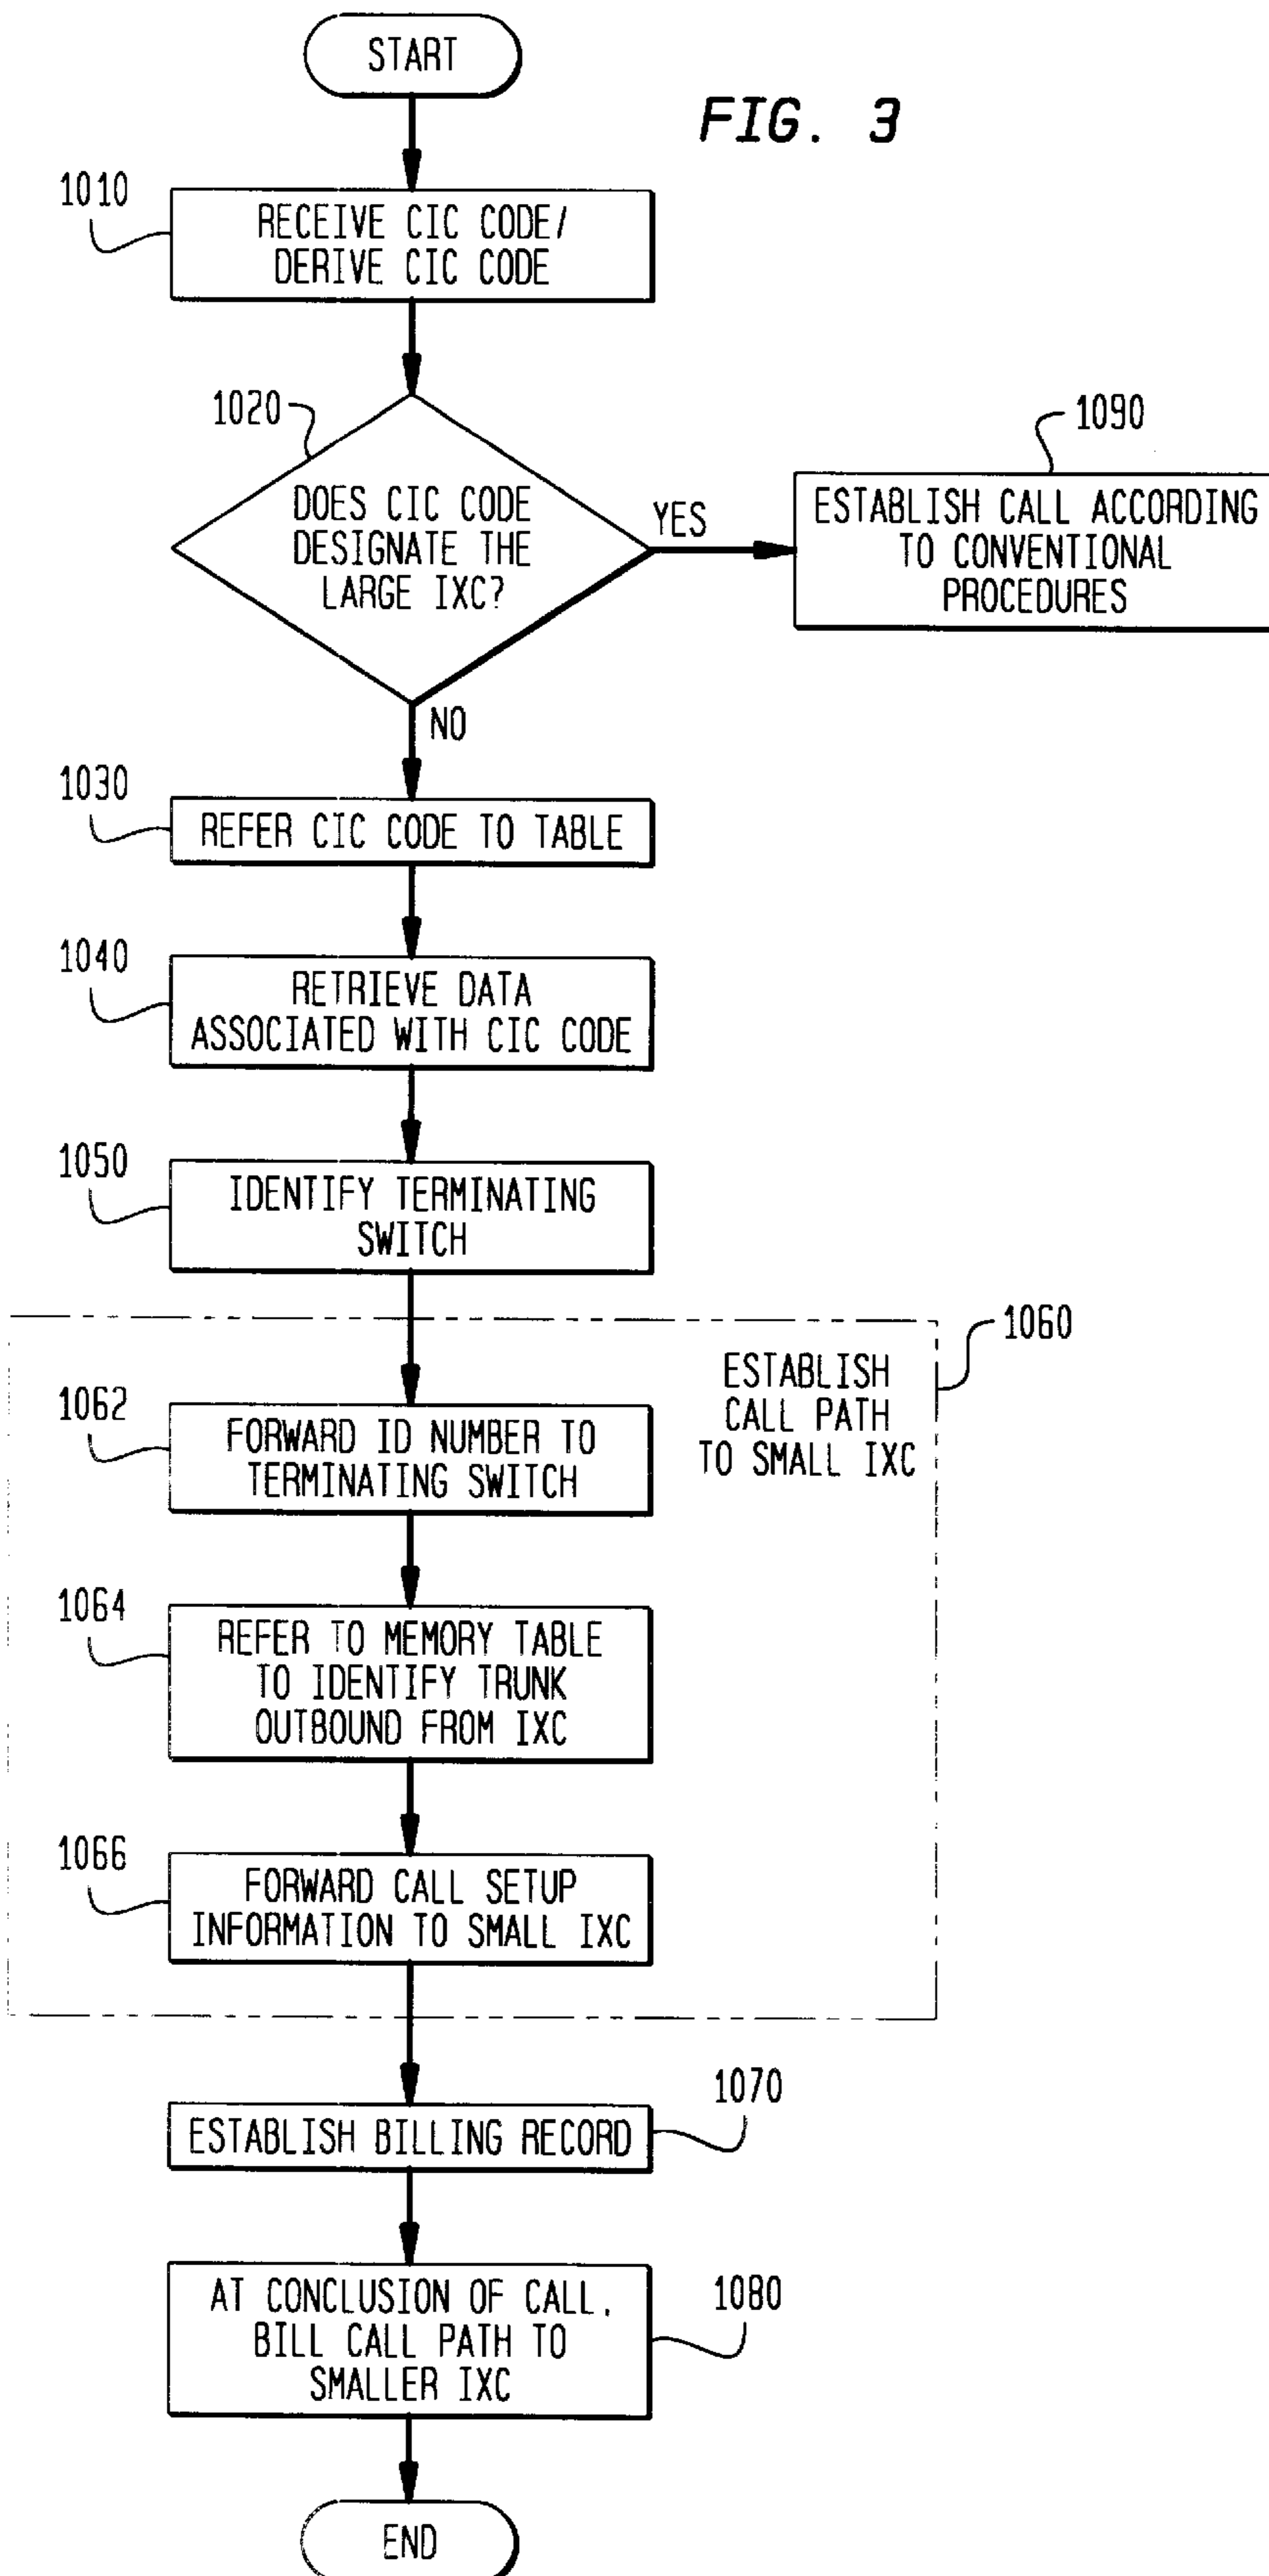 START
FIG. 3
1010
RECEIVE CIC CODE/
DERIVE CIC CODE
1020
DOES CIC CODE
DESIGNATE THE
LARGE IXC?
YES
1090
ESTABLISH CALL ACCORDING
TO CONVENTIONAL
PROCEDURES
NO
1030
REFER CIC CODE TO TABLE
1040
RETRIEVE DATA
ASSOCIATED WITH CIC CODE
1050
IDENTIFY TERMINATING
SWITCH
1060
ESTABLISH
CALL PATH
TO SMALL IXC
1062
FORWARD ID NUMBER TO
TERMINATING SWITCH
1064
REFER TO MEMORY TABLE
TO IDENTIFY TRUNK
OUTBOUND FROM IXC
1066
FORWARD CALL SETUP
INFORMATION TO SMALL IXC
1070
ESTABLISH BILLING RECORD
1080
AT CONCLUSION OF CALL,
BILL CALL PATH TO
SMALLER IXC
END